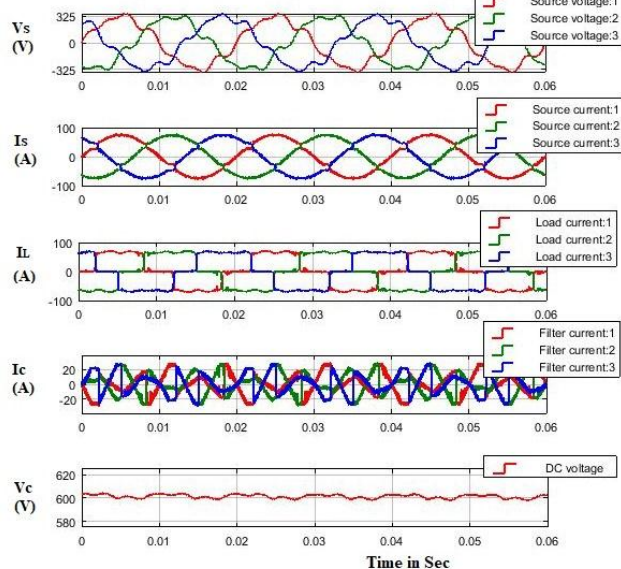 Source voltage:1
Source voltage:2
Source voltage:3
Vs
(V)
325
0
-325
0 0.01 0.02 0.03 0.04 0.05 0.06
Source current:1
Source current:2
Source current:3
Is
(A)
100
0
-100
0 0.01 0.02 0.03 0.04 0.05 0.06
Load current:1
Load current:2
Load current:3
IL
(A)
100
0
-100
0 0.01 0.02 0.03 0.04 0.05 0.06
Filter current:1
Filter current:2
Filter current:3
Ic
(A)
20
0
-20
0 0.01 0.02 0.03 0.04 0.05 0.06
DC voltage
Vc
(V)
620
600
580
0 0.01 0.02 0.03 0.04 0.05 0.06
Time in Sec